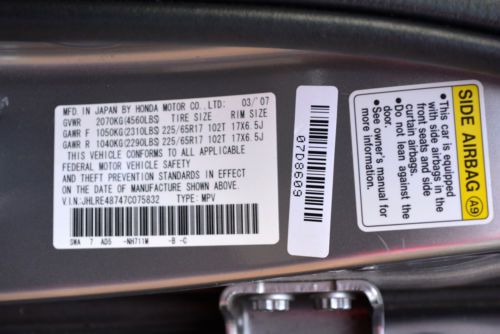 MFD. IN JAPAN BY HONDA MOTOR CO., LTD: 03/'07
GVWR 2070KG(4560LBS) TIRE SIZE RIM SIZE
GAWR F 1050KG(2310LBS) 225/65R17 102T 17X6.5J
GAWR R 1040KG(2290LBS) 225/65R17 102T 17X6.5J
THIS VEHICLE CONFORMS TO ALL APPLICABLE
FEDERAL MOTOR VEHICLE SAFETY
AND THEFT PREVENTION STANDARDS IN EFFECT
ON THE DATE OF MANUFACTURE SHOWN ABOVE.
V.I.N:JHLRE48747C075832 TYPE: MPV
SWA 7 AD5 -NH711M -B -C
07D8609
SIDE AIRBAG A9
•This car is equipped
with side airbags in the
front seats and side
curtain airbags.
•Do not lean against the
door.
•See owner's manual for
more information.